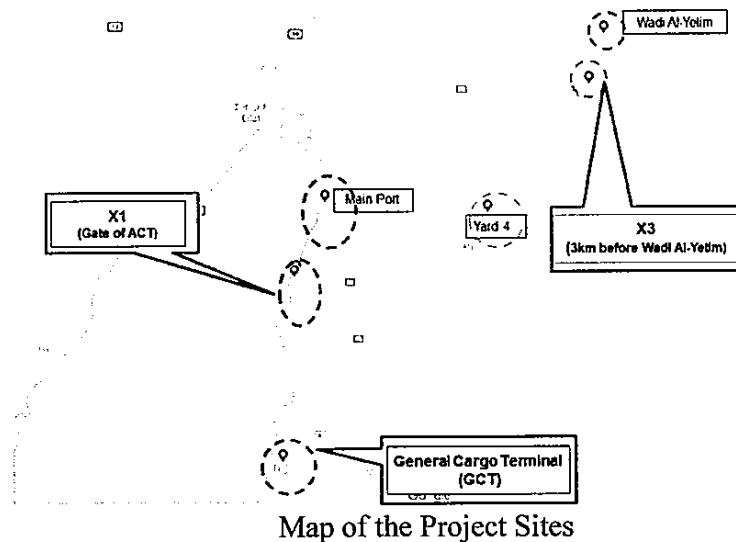 Wadi Al-Yetim
Main Port
X1
(Gate of ACT)
Yard 4
X3
(3km before Wadi Al-Yetim)
General Cargo Terminal
(GCT)
Map of the Project Sites